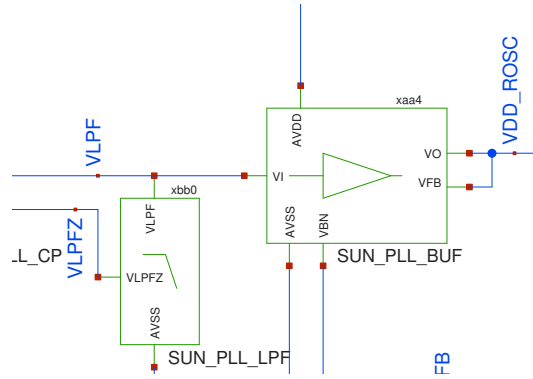 xaa4
AVDD
VDD_ROSC
VLPF
VO
xbb0
VI
VFB
VLPF
AVSS
VBN
VLPFZ
LL_CP
VLPFZ
SUN_PLL_BUF
AVSS
SUN_PLL_LPF
FB